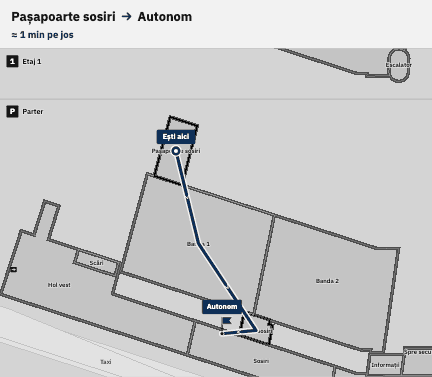 Pașapoarte sosiri → Autonom
≈ 1 min pe jos
1 Etaj 1
Escalator
P Parter
Ești aici
Banda 1
Scări
Hol vest
Banda 2
Autonom
Sosiri
Taxi
Informații